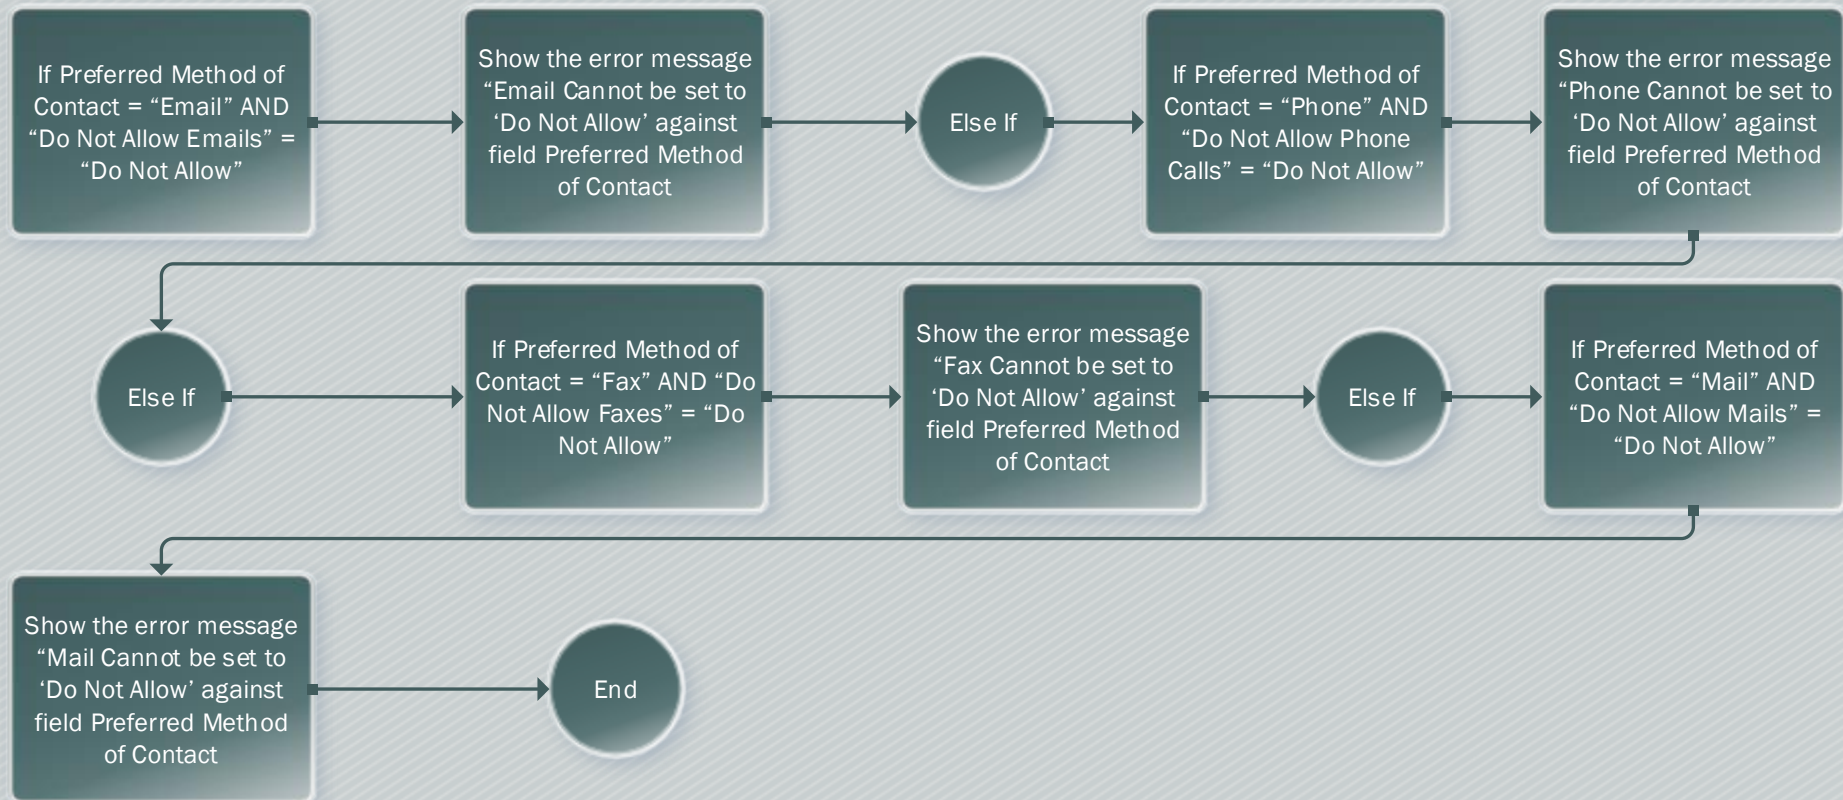 If Preferred Method of
Contact = “Email” AND
“Do Not Allow Emails” =
“Do Not Allow”
Show the error message
“Email Cannot be set to
‘Do Not Allow’ against
field Preferred Method
of Contact
Else If
If Preferred Method of
Contact = “Phone” AND
“Do Not Allow Phone
Calls” = “Do Not Allow”
Show the error message
“Phone Cannot be set to
‘Do Not Allow’ against
field Preferred Method
of Contact
Else If
If Preferred Method of
Contact = “Fax” AND “Do
Not Allow Faxes” = “Do
Not Allow”
Show the error message
“Fax Cannot be set to
‘Do Not Allow’ against
field Preferred Method
of Contact
Else If
If Preferred Method of
Contact = “Mail” AND
“Do Not Allow Mails” =
“Do Not Allow”
Show the error message
“Mail Cannot be set to
‘Do Not Allow’ against
field Preferred Method
of Contact
End